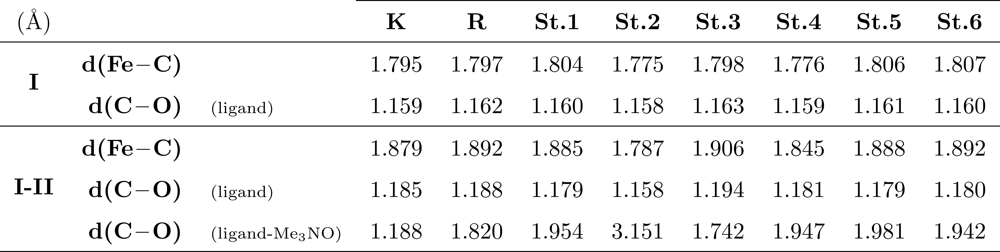 (Å) K R St.1 St.2 St.3 St.4 St.5 St.6
I d(Fe−C) 1.795 1.797 1.804 1.775 1.798 1.776 1.806 1.807
d(C−O) (ligand) 1.159 1.162 1.160 1.158 1.163 1.159 1.161 1.160
I-II d(Fe−C) 1.879 1.892 1.885 1.787 1.906 1.845 1.888 1.892
d(C−O) (ligand) 1.185 1.188 1.179 1.158 1.194 1.181 1.179 1.180
d(C−O) (ligand-Me₃NO) 1.188 1.820 1.954 3.151 1.742 1.947 1.981 1.942